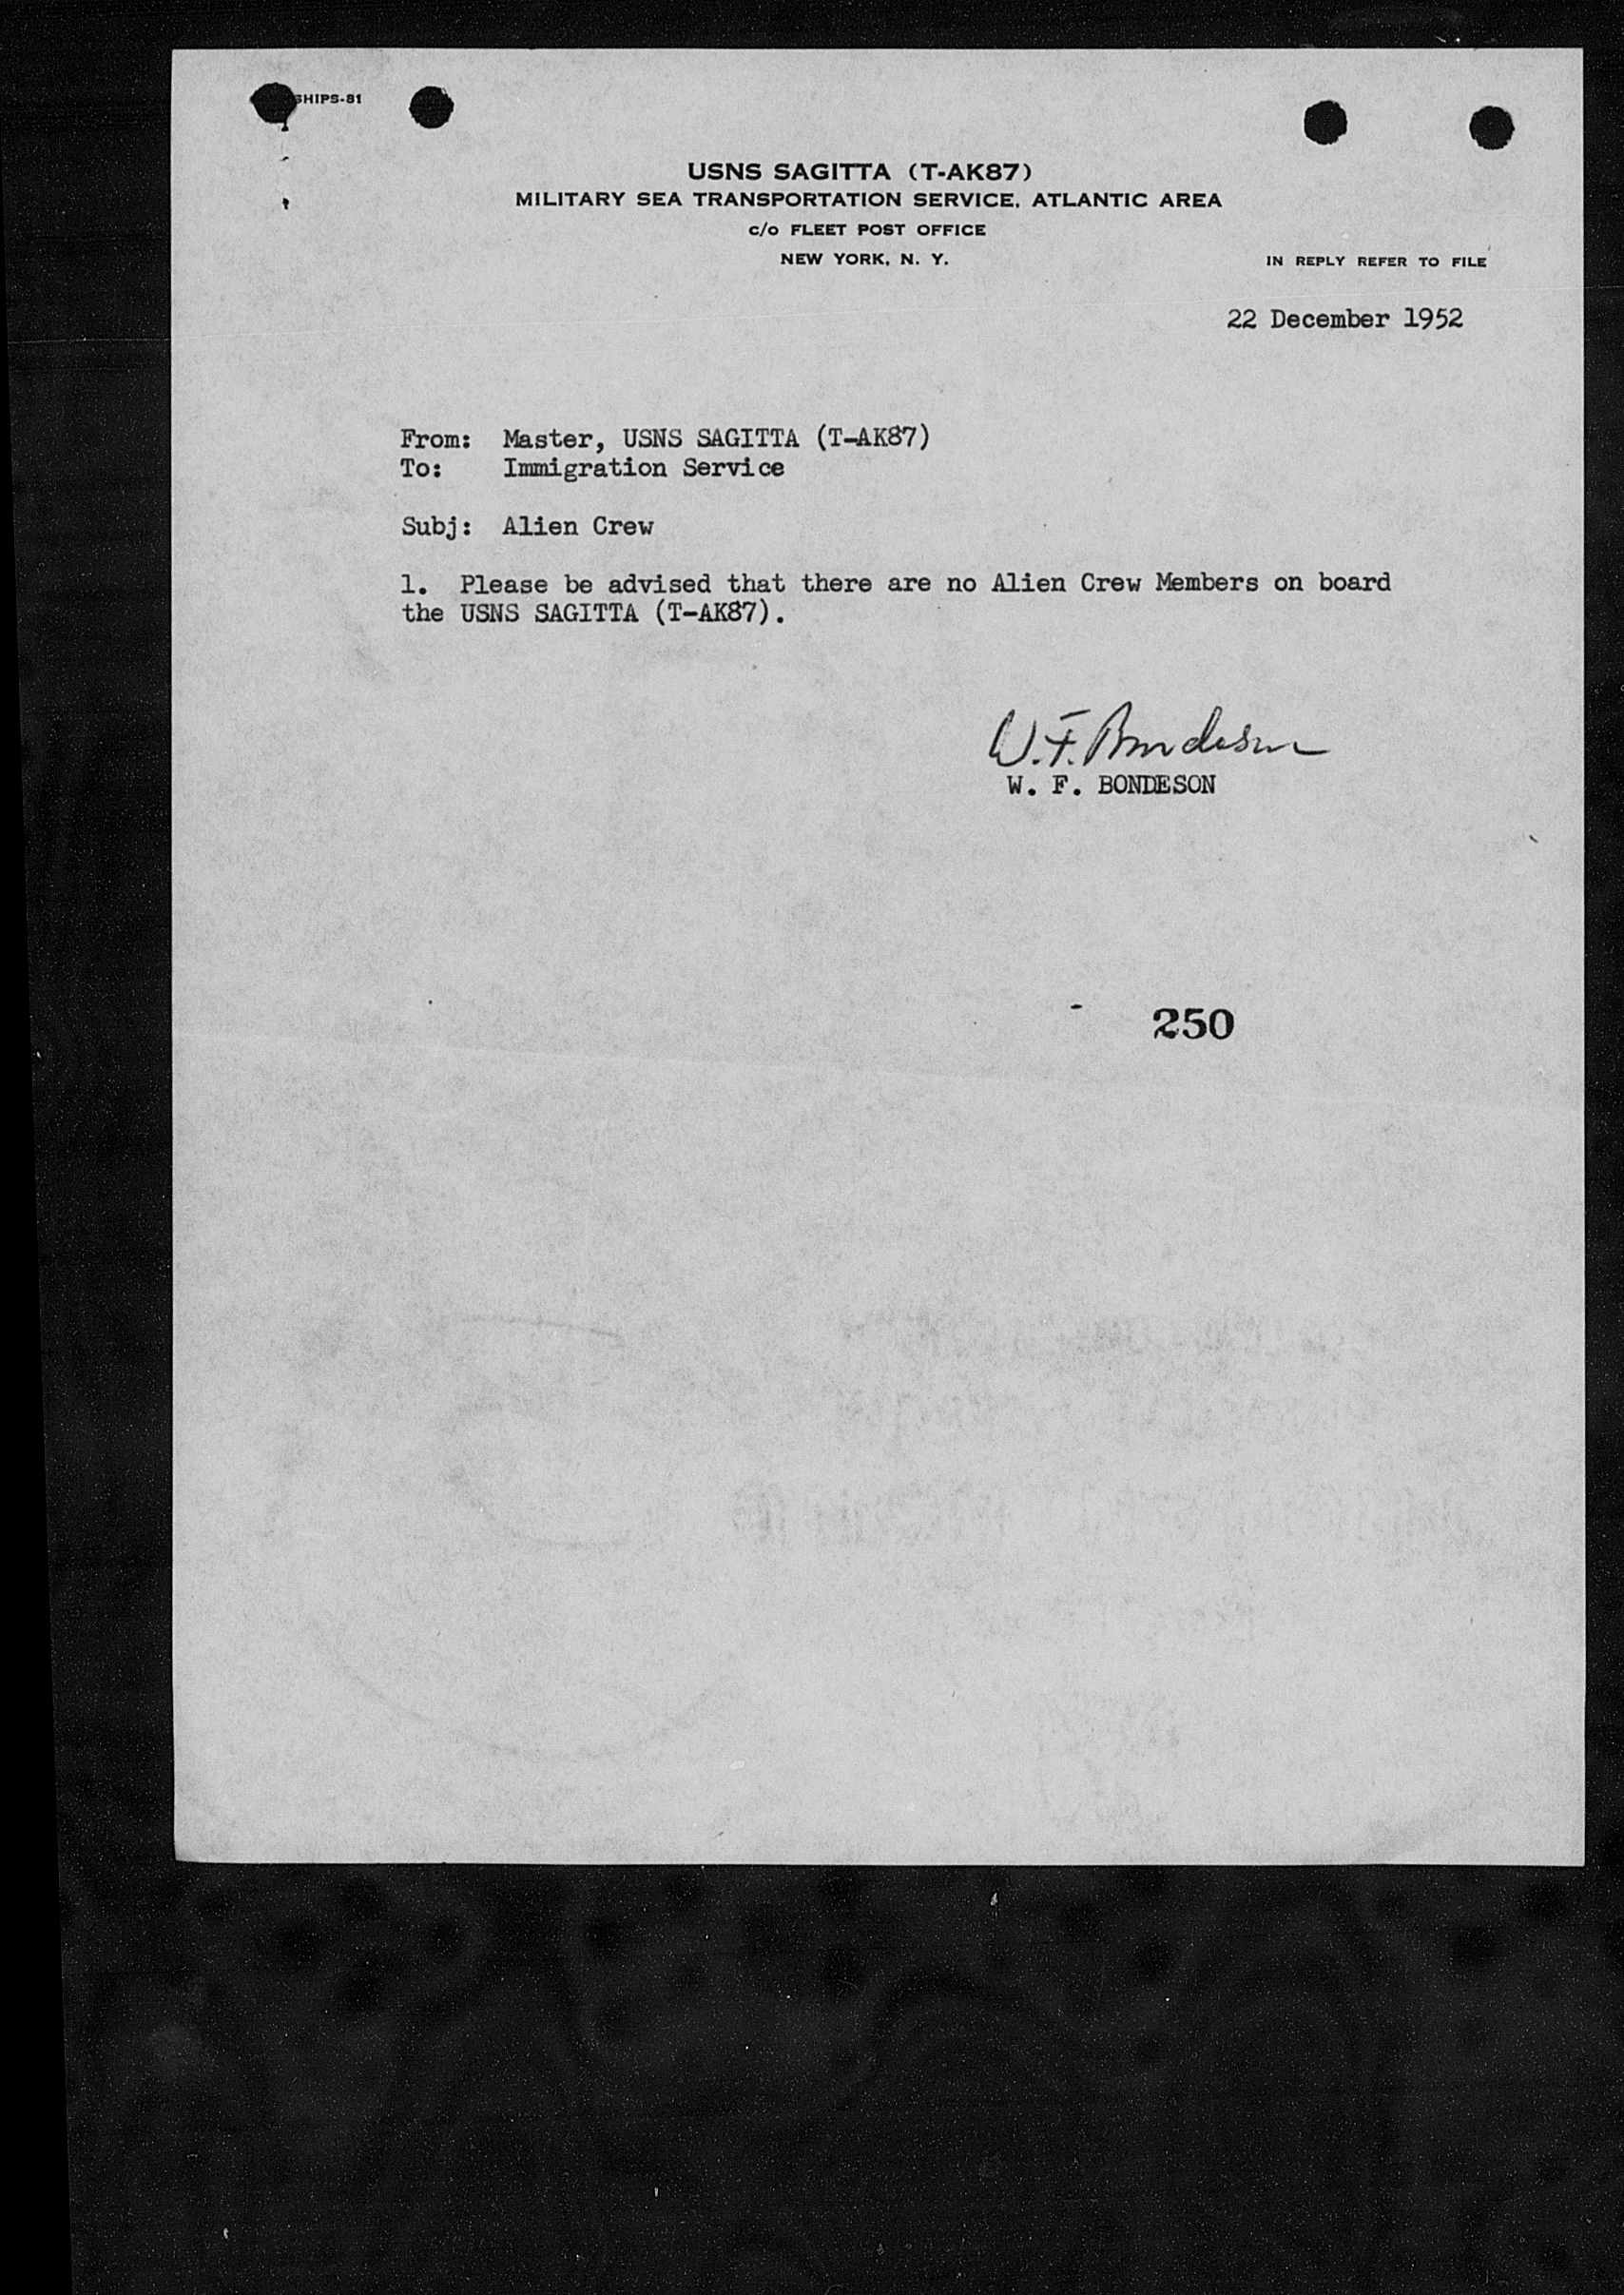 SHIPS-81
USNS SAGITTA (T-AK87)
MILITARY SEA TRANSPORTATION SERVICE, ATLANTIC AREA
c/o FLEET POST OFFICE
NEW YORK, N. Y.
IN REPLY REFER TO FILE
22 December 1952
From: Master, USNS SAGITTA (T-AK87)
To: Immigration Service
Subj: Alien Crew
1. Please be advised that there are no Alien Crew Members on board
the USNS SAGITTA (T-AK87).
W. F. Bondeson
W. F. BONDESON
250